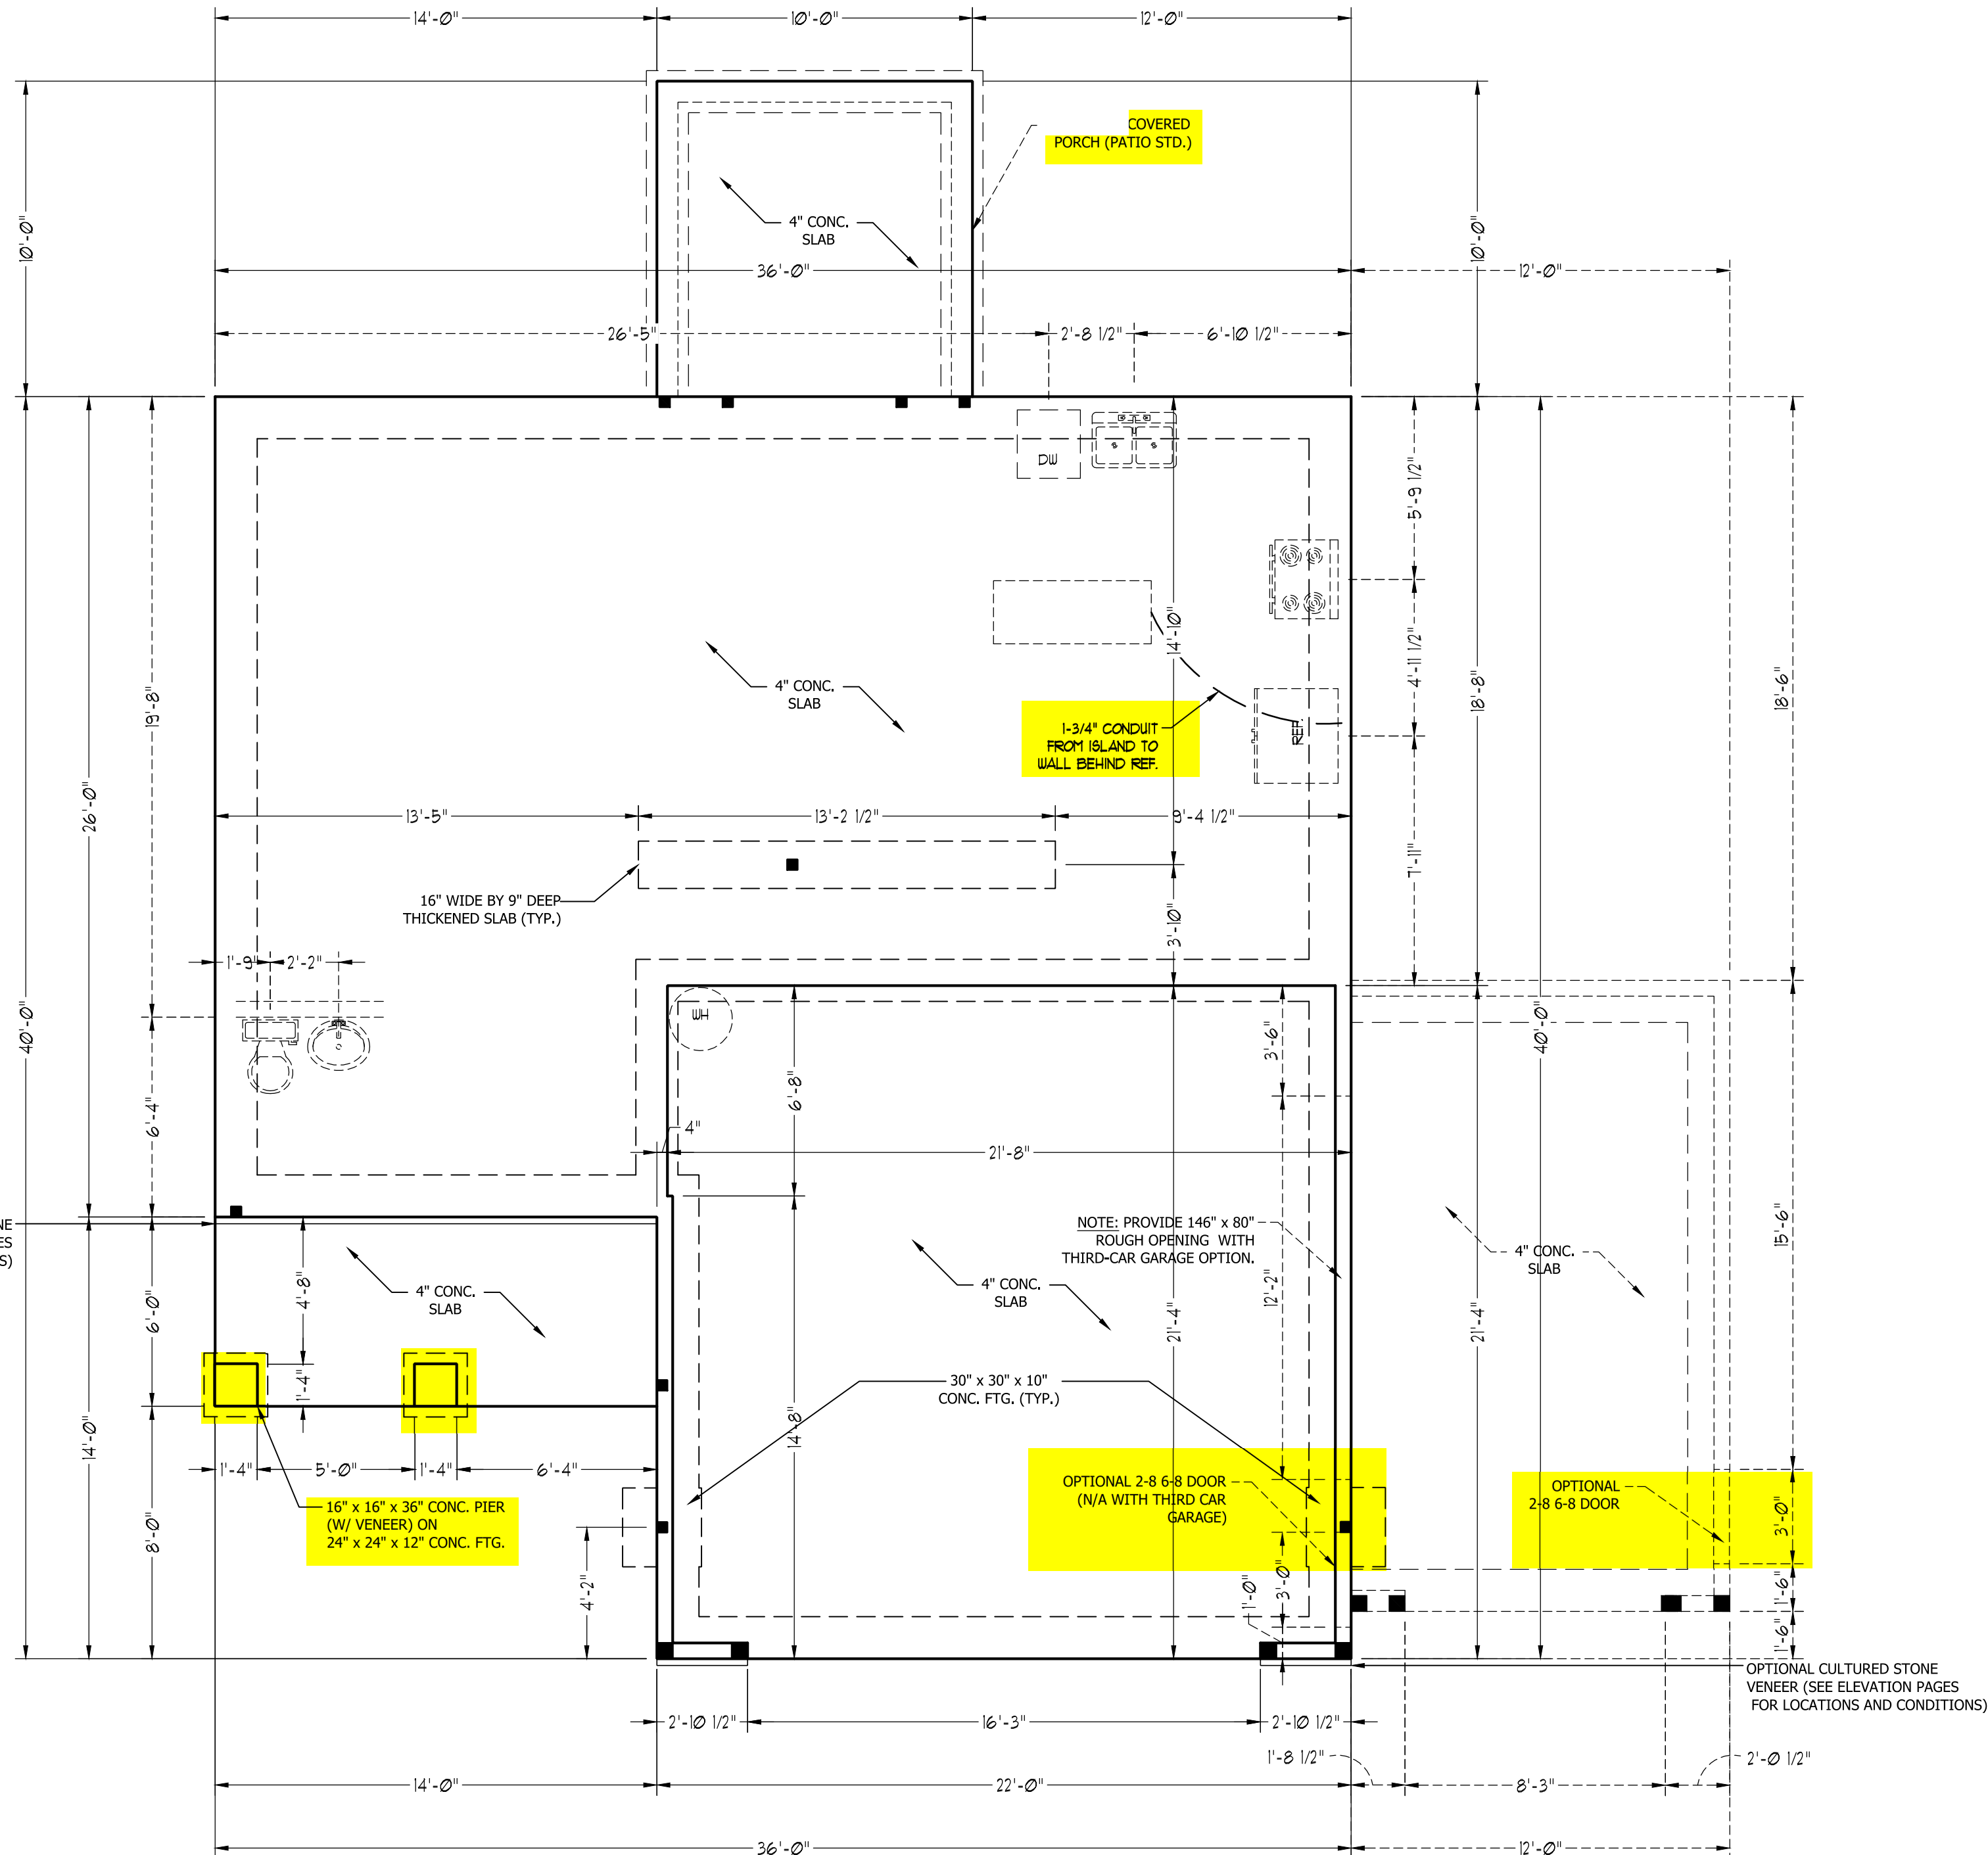 14'-0"
10'-0"
12'-0"
COVERED
PORCH (PATIO STD.)
4" CONC.
SLAB
10'-0"
10'-0"
36'-0"
12'-0"
26'-5"
2'-8 1/2"
6'-10 1/2"
DW
5'-9 1/2"
14'-10"
4'-11 1/2"
18'-8"
18'-6"
19'-8"
4" CONC.
SLAB
1-3/4" CONDUIT
FROM ISLAND TO
WALL BEHIND REF.
REF.
26'-0"
13'-5"
13'-2 1/2"
9'-4 1/2"
7'-11"
16" WIDE BY 9" DEEP
THICKENED SLAB (TYP.)
3'-10"
1'-9"
2'-2"
WH
40'-0"
40'-0"
3'-6"
6'-8"
6'-4"
4"
21'-8"
NE
ES
S)
NOTE: PROVIDE 146" x 80"
ROUGH OPENING WITH
THIRD-CAR GARAGE OPTION.
15'-6"
4" CONC.
SLAB
4'-8"
4" CONC.
SLAB
4" CONC.
SLAB
12'-2"
6'-0"
21'-4"
21'-4"
1'-4"
30" x 30" x 10"
CONC. FTG. (TYP.)
14'-0"
14'-8"
1'-4"
5'-0"
1'-4"
6'-4"
OPTIONAL 2-8 6-8 DOOR
(N/A WITH THIRD CAR
GARAGE)
OPTIONAL
2-8 6-8 DOOR
3'-0"
16" x 16" x 36" CONC. PIER
(W/ VENEER) ON
24" x 24" x 12" CONC. FTG.
8'-0"
4'-2"
3'-0"
1'-0"
1'-6"
1'-6"
OPTIONAL CULTURED STONE
VENEER (SEE ELEVATION PAGES
FOR LOCATIONS AND CONDITIONS)
2'-10 1/2"
16'-3"
2'-10 1/2"
1'-8 1/2"
2'-0 1/2"
14'-0"
22'-0"
8'-3"
36'-0"
12'-0"